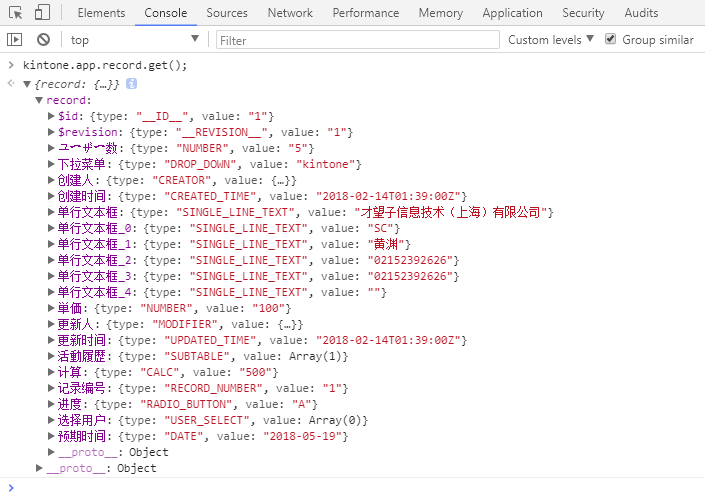 Elements Console Sources Network Performance Memory Application Security Audits
top Filter Custom levels Group similar
kintone.app.record.get();
{record: {…}}
record:
$id: {type: "__ID__", value: "1"}
$revision: {type: "__REVISION__", value: "1"}
ユーザー数: {type: "NUMBER", value: "5"}
下拉菜单: {type: "DROP_DOWN", value: "kintone"}
创建人: {type: "CREATOR", value: {…}}
创建时间: {type: "CREATED_TIME", value: "2018-02-14T01:39:00Z"}
单行文本框: {type: "SINGLE_LINE_TEXT", value: "才望子信息技术（上海）有限公司"}
单行文本框_0: {type: "SINGLE_LINE_TEXT", value: "SC"}
单行文本框_1: {type: "SINGLE_LINE_TEXT", value: "黄渊"}
单行文本框_2: {type: "SINGLE_LINE_TEXT", value: "02152392626"}
单行文本框_3: {type: "SINGLE_LINE_TEXT", value: "02152392626"}
单行文本框_4: {type: "SINGLE_LINE_TEXT", value: ""}
単価: {type: "NUMBER", value: "100"}
更新人: {type: "MODIFIER", value: {…}}
更新时间: {type: "UPDATED_TIME", value: "2018-02-14T01:39:00Z"}
活動履歴: {type: "SUBTABLE", value: Array(1)}
计算: {type: "CALC", value: "500"}
记录编号: {type: "RECORD_NUMBER", value: "1"}
进度: {type: "RADIO_BUTTON", value: "A"}
选择用户: {type: "USER_SELECT", value: Array(0)}
预期时间: {type: "DATE", value: "2018-05-19"}
__proto__: Object
__proto__: Object